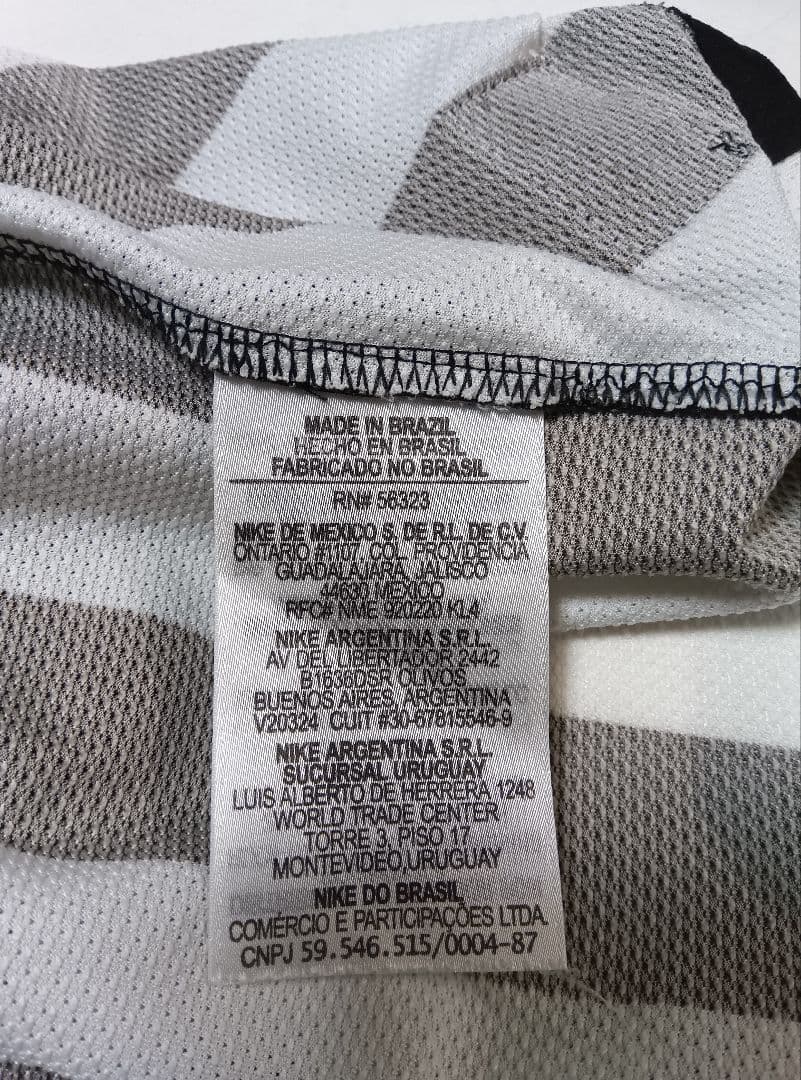 MADE IN BRAZIL
HECHO EN BRASIL
FABRICADO NO BRASIL
RN# 56323
NIKE DE MEXICO S. DE R.L. DE C.V.
ONTARIO #1107, COL. PROVIDENCIA
GUADALAJARA, JALISCO
44630 MEXICO
RFC# NME 920220 KL4
NIKE ARGENTINA S.R.L.
AV DEL LIBERTADOR 2442
B1636DSR OLIVOS
BUENOS AIRES, ARGENTINA
V20324 CUIT #30-67815546-9
NIKE ARGENTINA S.R.L.
SUCURSAL URUGUAY
LUIS ALBERTO DE HERRERA 1248
WORLD TRADE CENTER
TORRE 3, PISO 17
MONTEVIDEO,URUGUAY
NIKE DO BRASIL
COMÉRCIO E PARTICIPAÇÕES LTDA.
CNPJ 59.546.515/0004-87